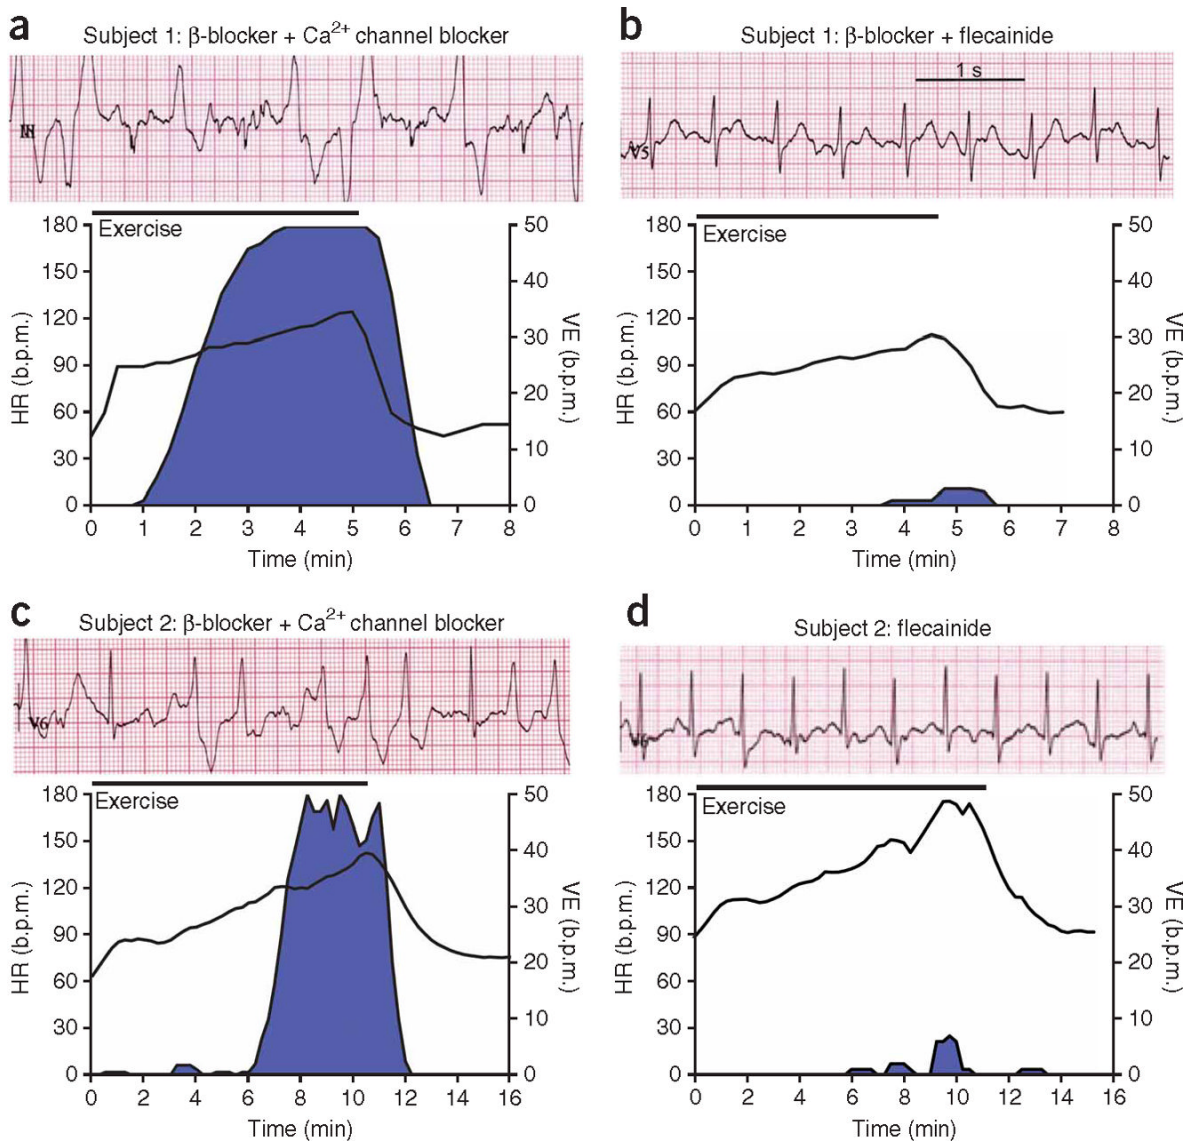 a
Subject 1: β-blocker + Ca2+ channel blocker
180
150
120
90
60
30
0
HR (b.p.m.)
Exercise
50
40
30
20
10
0
VE (b.p.m.)
0 1 2 3 4 5 6 7 8
Time (min)
b
Subject 1: β-blocker + flecainide
1 s
V5
180
150
120
90
60
30
0
HR (b.p.m.)
Exercise
50
40
30
20
10
0
VE (b.p.m.)
0 1 2 3 4 5 6 7 8
Time (min)
c
Subject 2: β-blocker + Ca2+ channel blocker
V6
180
150
120
90
60
30
0
HR (b.p.m.)
Exercise
50
40
30
20
10
0
VE (b.p.m.)
0 2 4 6 8 10 12 14 16
Time (min)
d
Subject 2: flecainide
180
150
120
90
60
30
0
HR (b.p.m.)
Exercise
50
40
30
20
10
0
VE (b.p.m.)
0 2 4 6 8 10 12 14 16
Time (min)